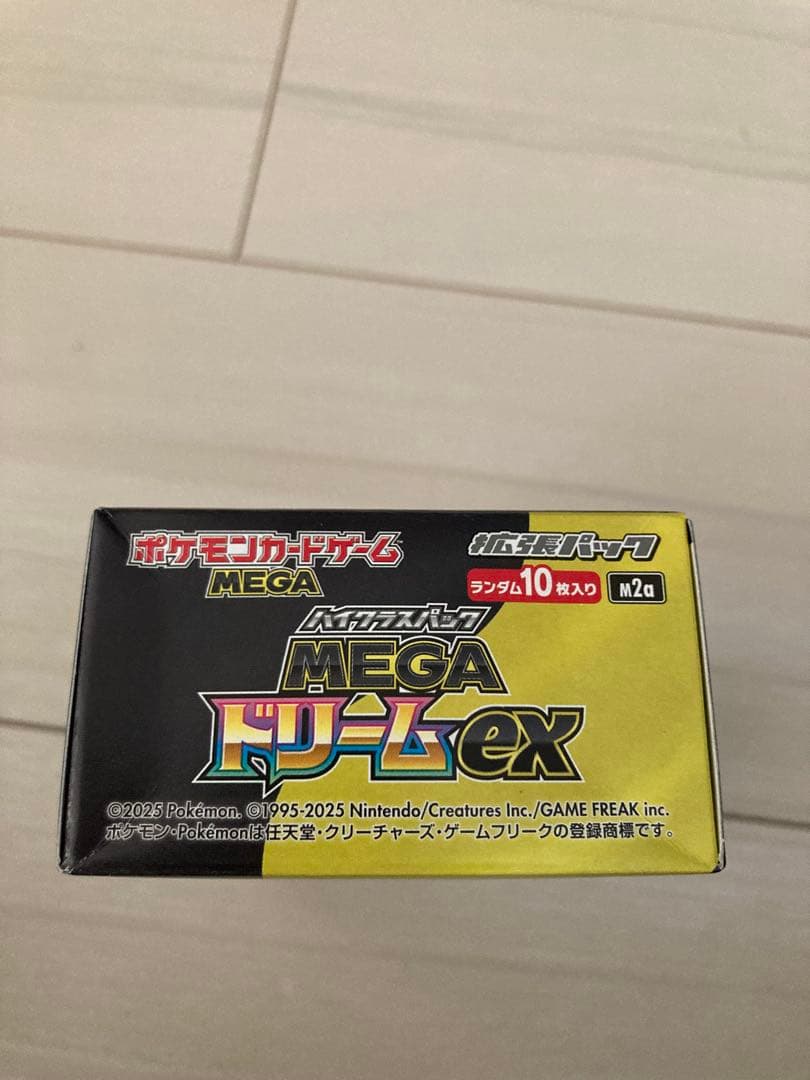 ポケモンカードゲーム
MEGA
拡張パック
ランダム10枚入り M2a
ハイクラスパック
MEGA
ドリームex
©2025 Pokémon. ©1995-2025 Nintendo/Creatures Inc./GAME FREAK inc.
ポケモン・Pokémonは任天堂・クリーチャーズ・ゲームフリークの登録商標です。